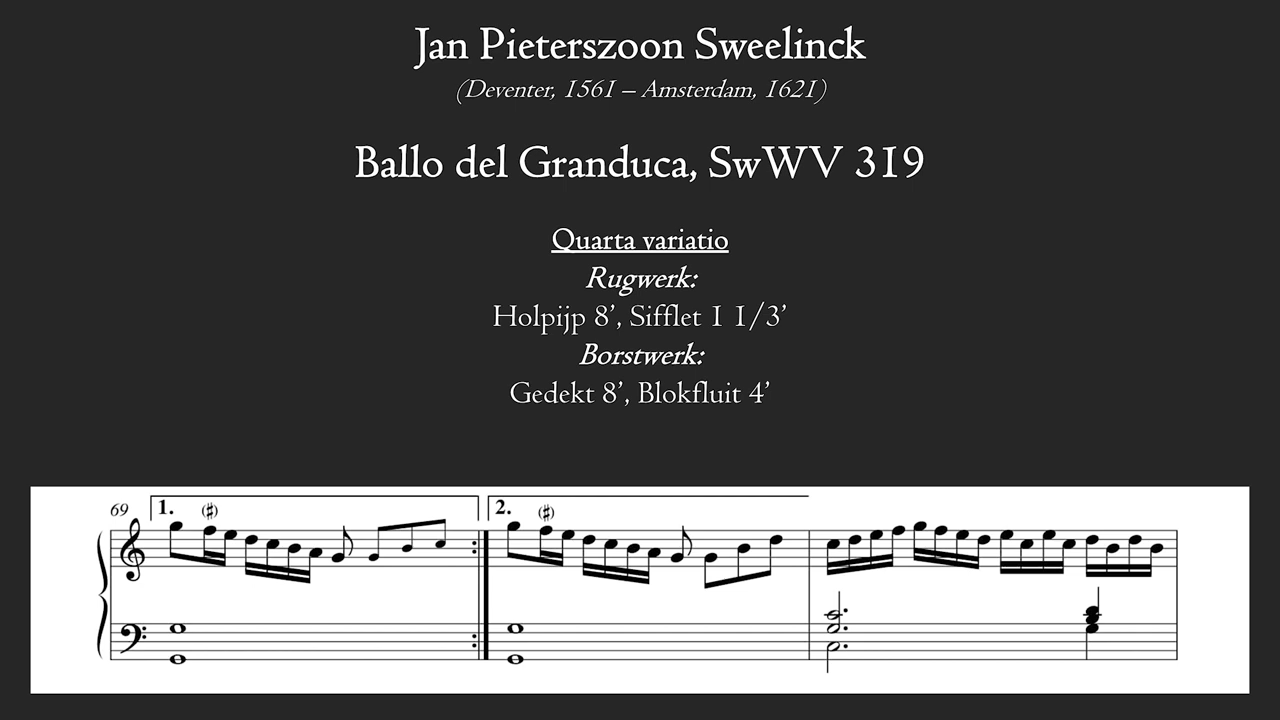 Jan Pieterszoon Sweelinck
(Deventer, 1561 – Amsterdam, 1621)
Ballo del Granduca, SwWV 319
Quarta variatio
Rugwerk:
Holpijp 8’, Sifflet 1 1/3’
Borstwerk:
Gedekt 8’, Blokfluit 4’
69 1. (♯) 2. (♯)